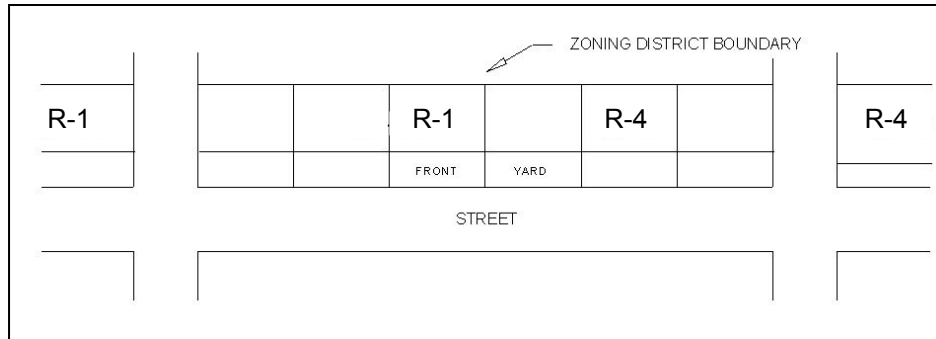 ZONING DISTRICT BOUNDARY
R-1 R-1 R-4 R-4
FRONT YARD
STREET